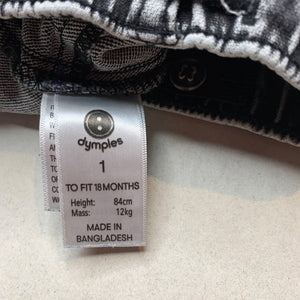 dymples
1
TO FIT 18 MONTHS
Height: 84cm
Mass: 12kg
MADE IN
BANGLADESH